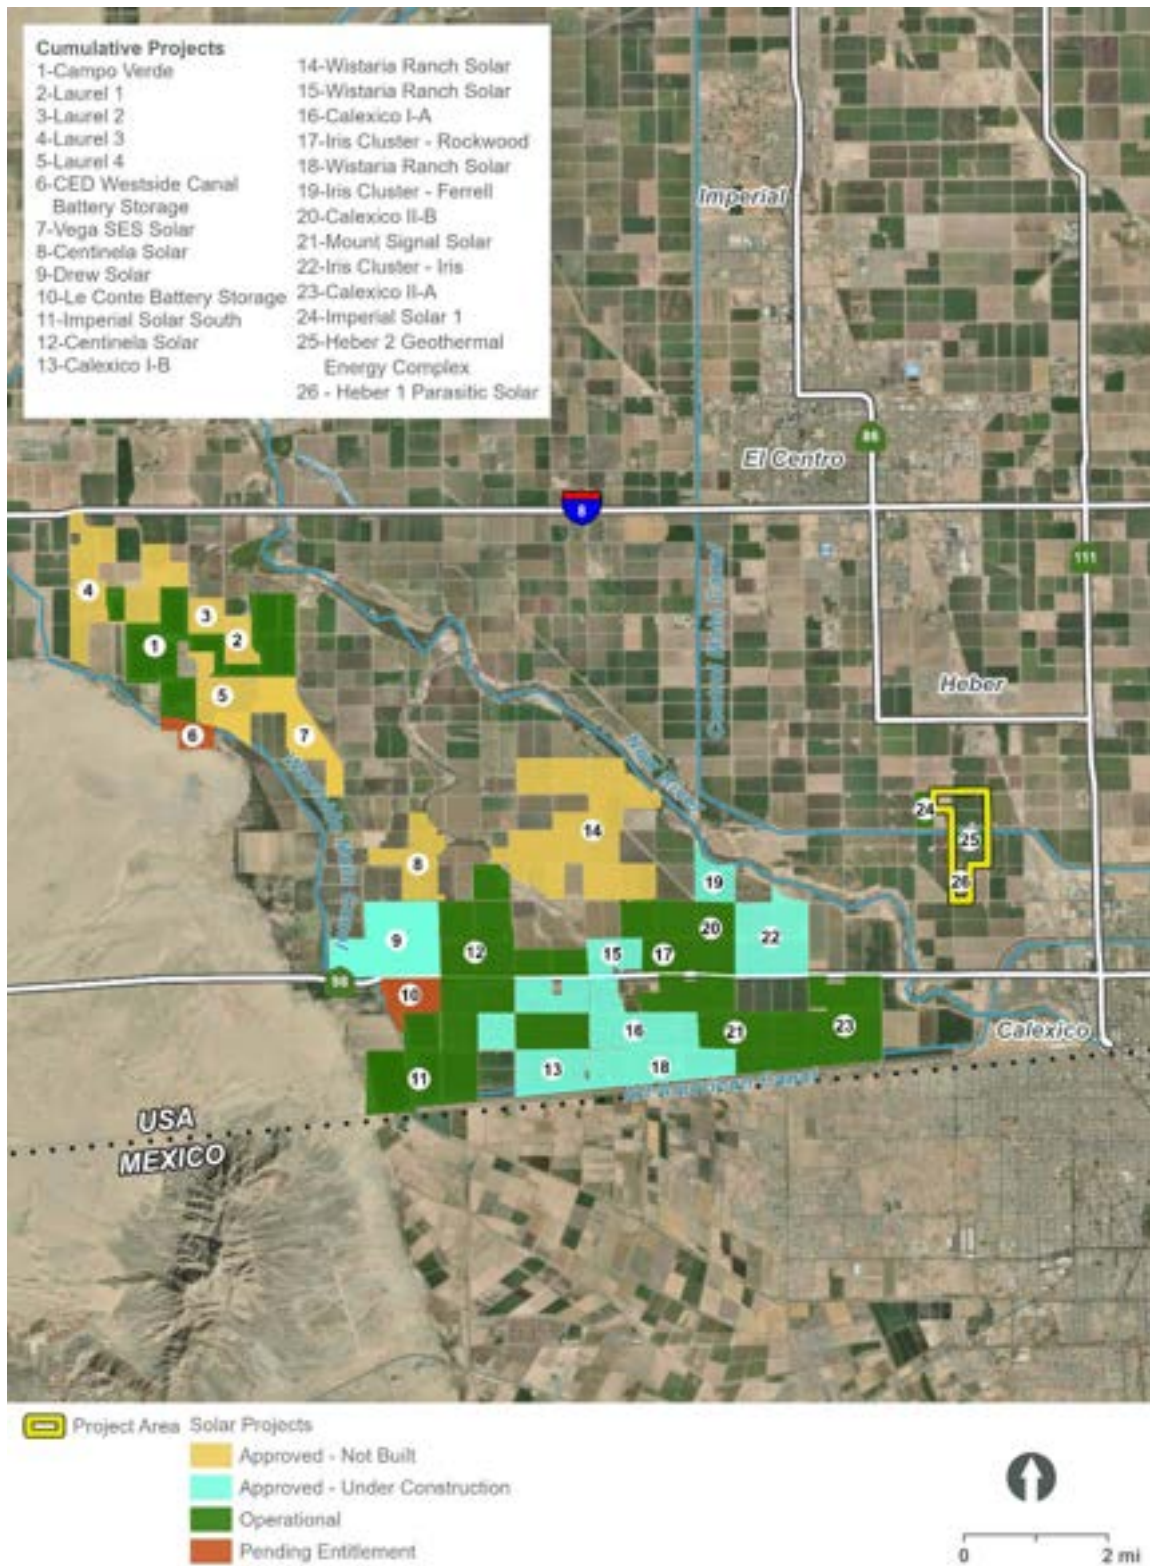 Cumulative Projects
1-Campo Verde
2-Laurel 1
3-Laurel 2
4-Laurel 3
5-Laurel 4
6-CED Westside Canal
Battery Storage
7-Vega SES Solar
8-Centinela Solar
9-Drew Solar
10-Le Conte Battery Storage
11-Imperial Solar South
12-Centinela Solar
13-Calexico I-B
14-Wistaria Ranch Solar
15-Wistaria Ranch Solar
16-Calexico I-A
17-Iris Cluster - Rockwood
18-Wistaria Ranch Solar
19-Iris Cluster - Ferrell
20-Calexico II-B
21-Mount Signal Solar
22-Iris Cluster - Iris
23-Calexico II-A
24-Imperial Solar 1
25-Heber 2 Geothermal
Energy Complex
26 - Heber 1 Parasitic Solar
Imperial
El Centro
86
8
111
Central Main Canal
4
3
1
2
5
Heber
6
7
Westside Main Canal
New River
24
14
25
8
26
19
9
12
20
22
15
17
98
10
16
21
23
Calexico
11
13
18
All American Canal
USA
MEXICO
Project Area
Solar Projects
Approved - Not Built
Approved - Under Construction
Operational
Pending Entitlement
0
2 mi